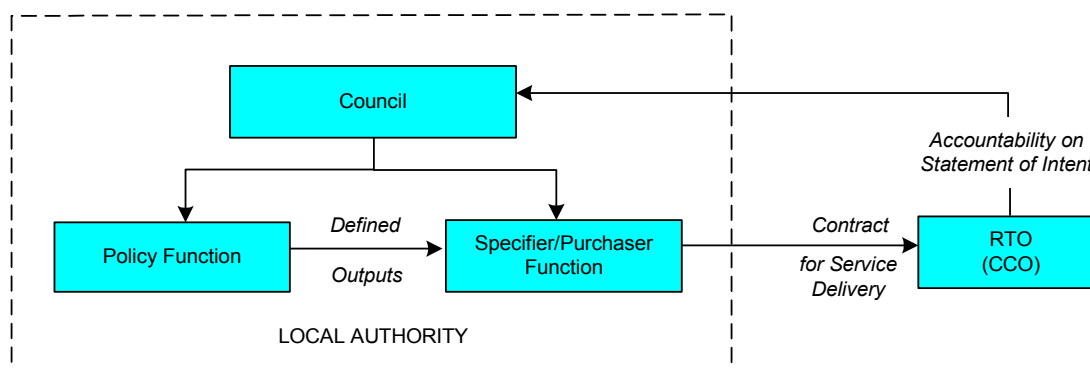 Council
Accountability on
Statement of Intent
Policy Function
Defined
Outputs
Specifier/Purchaser
Function
Contract
for Service
Delivery
RTO
(CCO)
LOCAL AUTHORITY